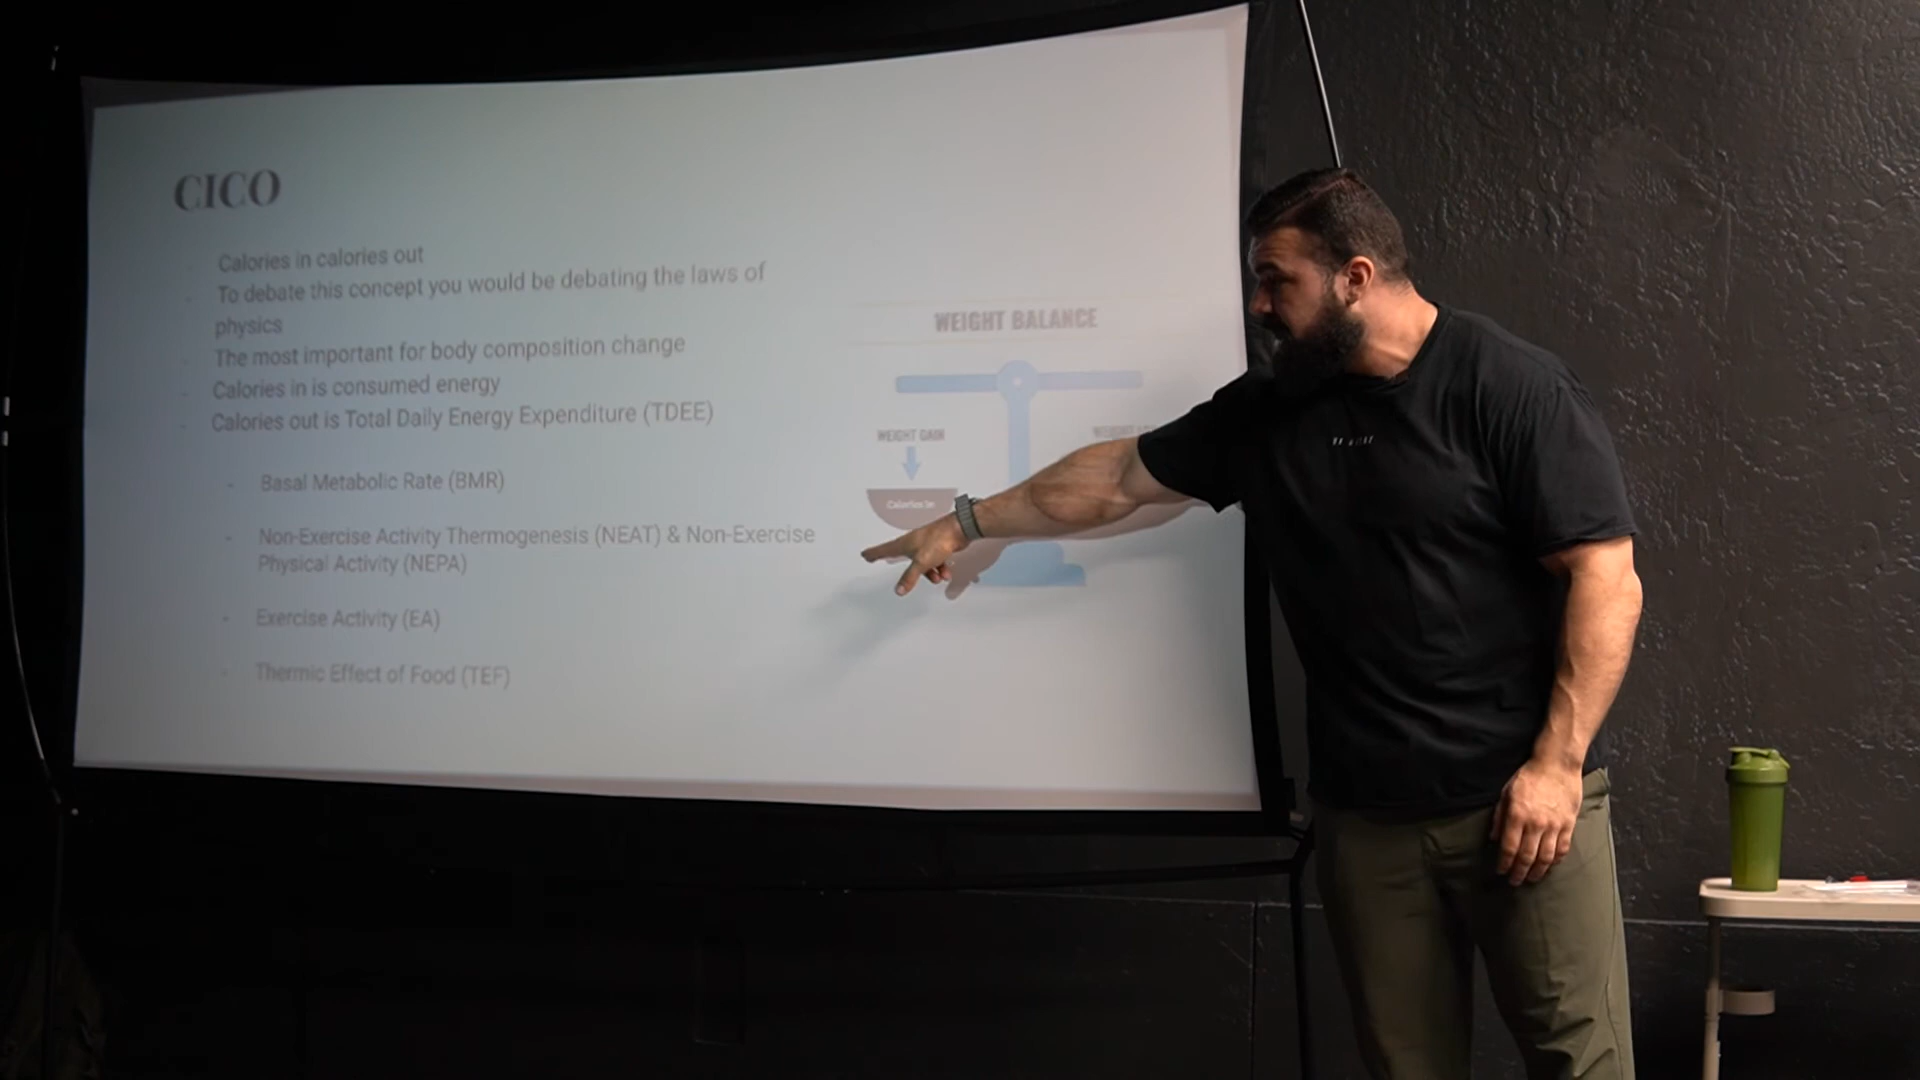 CICO
- Calories in calories out
- To debate this concept you would be debating the laws of
physics
- The most important for body composition change
- Calories in is consumed energy
- Calories out is Total Daily Energy Expenditure (TDEE)
- Basal Metabolic Rate (BMR)
- Non-Exercise Activity Thermogenesis (NEAT) & Non-Exercise
Physical Activity (NEPA)
- Exercise Activity (EA)
- Thermic Effect of Food (TEF)
WEIGHT BALANCE
WEIGHT GAIN
Calories in
WEIGHT